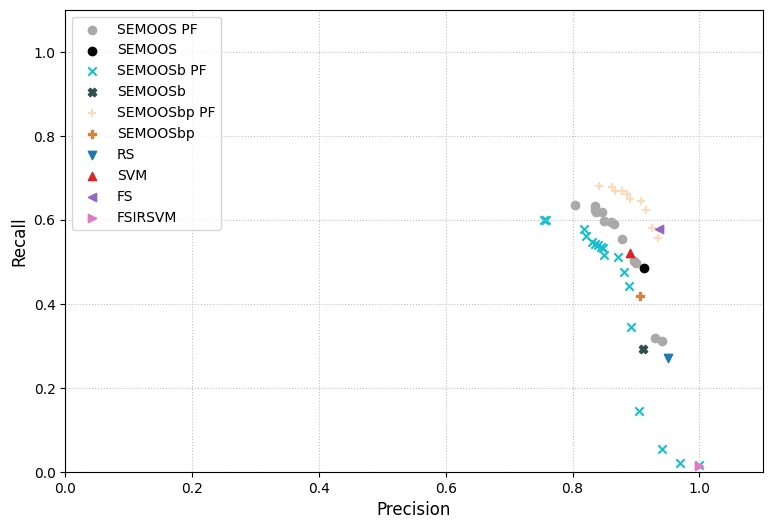 SEMOOS PF
SEMOOS
SEMOOSb PF
SEMOOSb
SEMOOSbp PF
SEMOOSbp
RS
SVM
FS
FSIRSVM
1.0
0.8
0.6
0.4
0.2
0.0
Recall
0.0 0.2 0.4 0.6 0.8 1.0
Precision